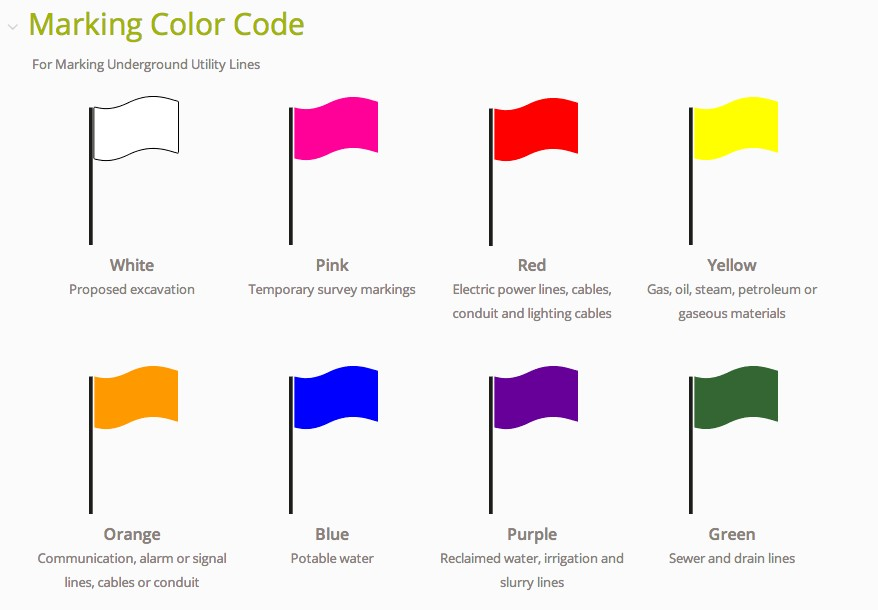 Marking Color Code
For Marking Underground Utility Lines
White
Proposed excavation
Pink
Temporary survey markings
Red
Electric power lines, cables,
conduit and lighting cables
Yellow
Gas, oil, steam, petroleum or
gaseous materials
Orange
Communication, alarm or signal
lines, cables or conduit
Blue
Potable water
Purple
Reclaimed water, irrigation and
slurry lines
Green
Sewer and drain lines